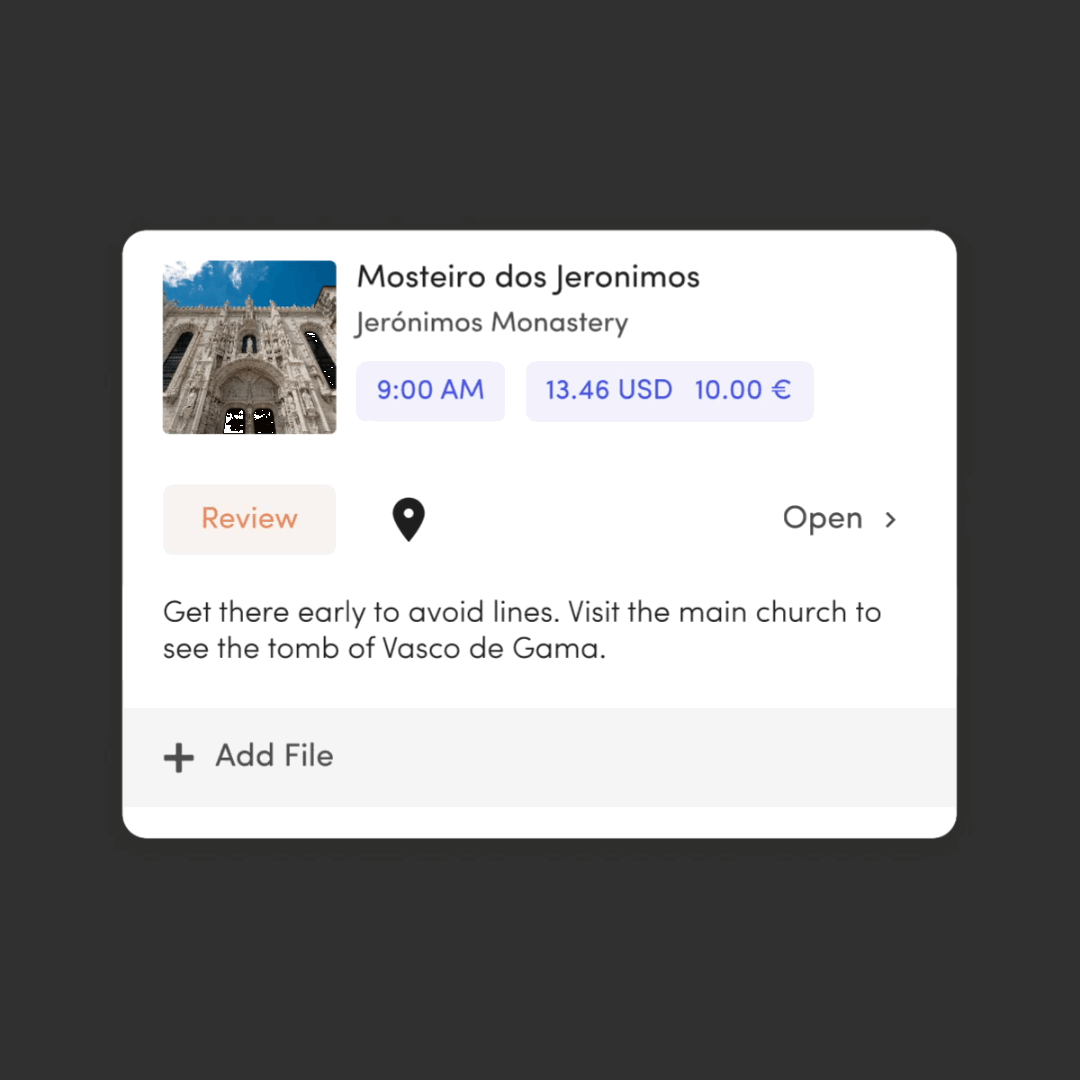 Mosteiro dos Jeronimos
Jerónimos Monastery
9:00 AM 13.46 USD 10.00 €
Review Open
Get there early to avoid lines. Visit the main church to
see the tomb of Vasco de Gama.
Add File